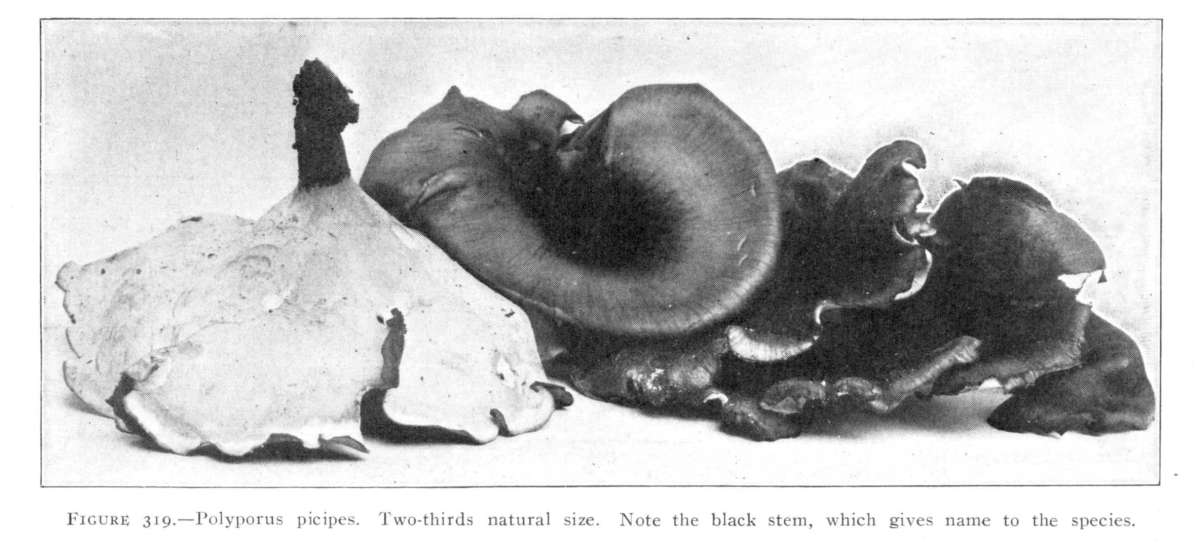 FIGURE 319.—Polyporus picipes. Two-thirds natural size. Note the black stem, which gives name to the species.